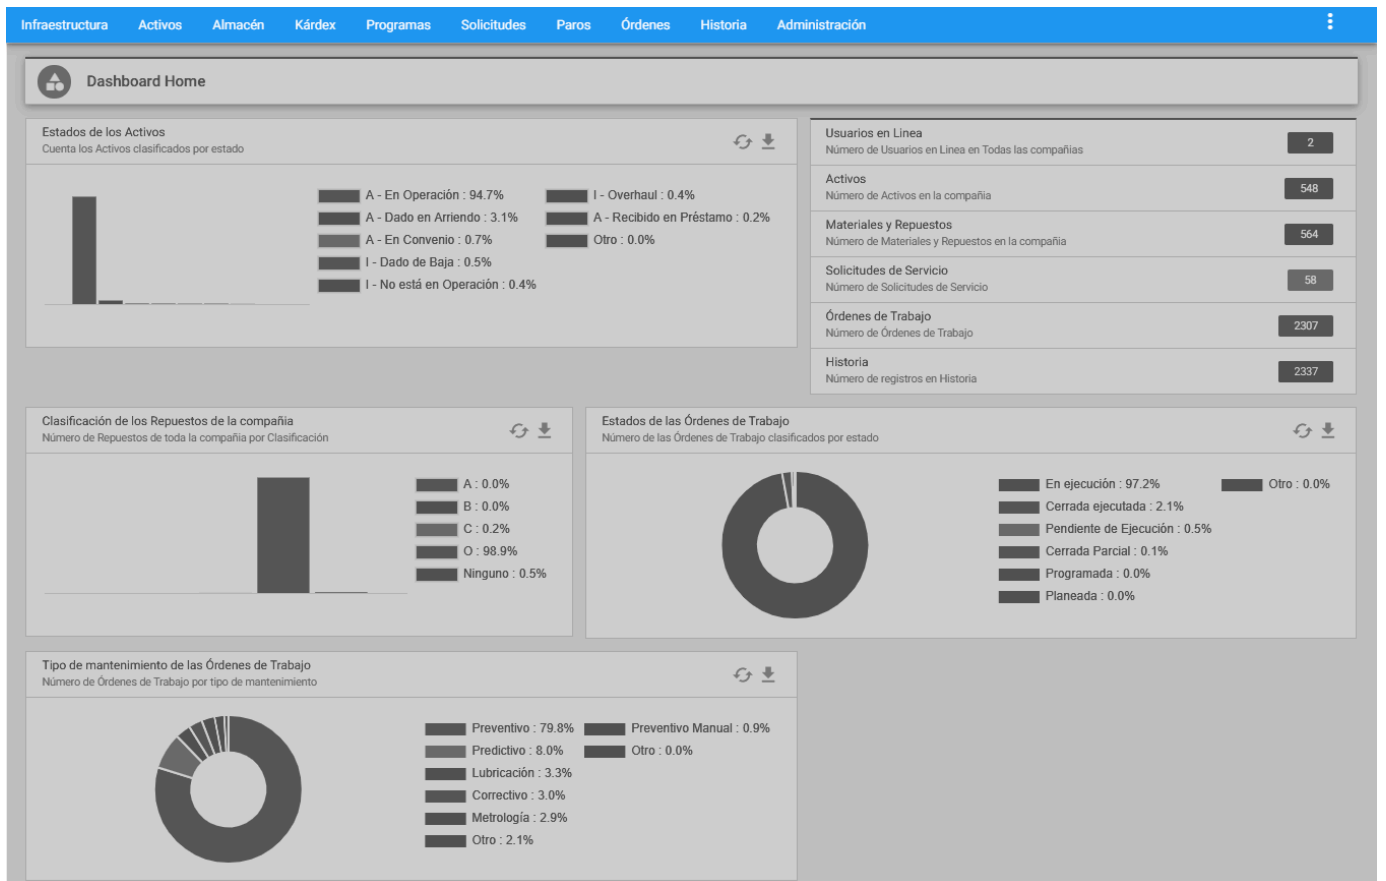 Infraestructura Activos Almacén Kárdex Programas Solicitudes Paros Órdenes Historia Administración
Dashboard Home
Estados de los Activos
Cuenta los Activos clasificados por estado
A - En Operación : 94.7%
A - Dado en Arriendo : 3.1%
A - En Convenio : 0.7%
I - Dado de Baja : 0.5%
I - No está en Operación : 0.4%
I - Overhaul : 0.4%
A - Recibido en Préstamo : 0.2%
Otro : 0.0%
Usuarios en Linea
Número de Usuarios en Linea en Todas las compañias
2
Activos
Número de Activos en la compañia
548
Materiales y Repuestos
Número de Materiales y Repuestos en la compañia
564
Solicitudes de Servicio
Número de Solicitudes de Servicio
58
Órdenes de Trabajo
Número de Órdenes de Trabajo
2307
Historia
Número de registros en Historia
2337
Clasificación de los Repuestos de la compañia
Número de Repuestos de toda la compañia por Clasificación
A : 0.0%
B : 0.0%
C : 0.2%
O : 98.9%
Ninguno : 0.5%
Estados de las Órdenes de Trabajo
Número de las Órdenes de Trabajo clasificados por estado
En ejecución : 97.2%
Cerrada ejecutada : 2.1%
Pendiente de Ejecución : 0.5%
Cerrada Parcial : 0.1%
Programada : 0.0%
Planeada : 0.0%
Otro : 0.0%
Tipo de mantenimiento de las Órdenes de Trabajo
Número de Órdenes de Trabajo por tipo de mantenimiento
Preventivo : 79.8%
Predictivo : 8.0%
Lubricación : 3.3%
Correctivo : 3.0%
Metrología : 2.9%
Otro : 2.1%
Preventivo Manual : 0.9%
Otro : 0.0%